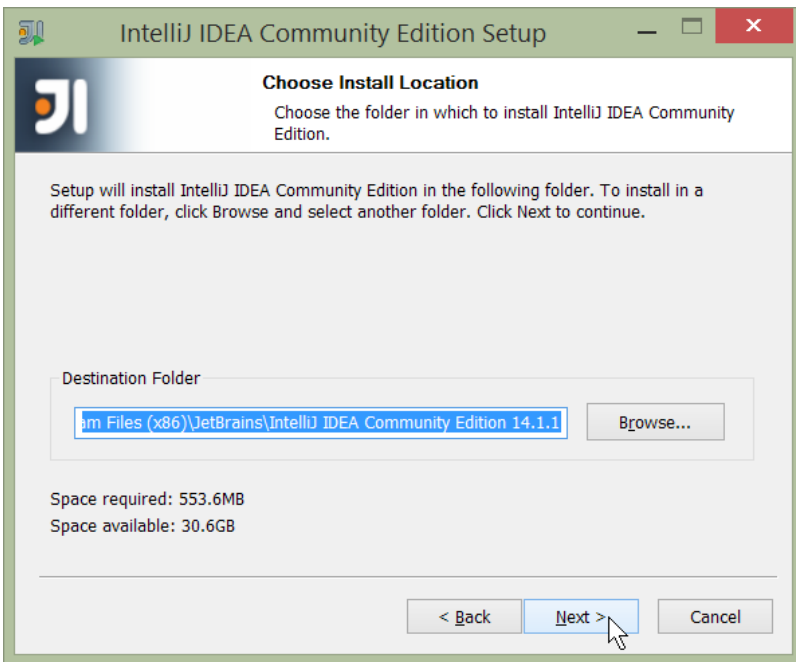 IntelliJ IDEA Community Edition Setup
Choose Install Location
Choose the folder in which to install IntelliJ IDEA Community
Edition.
Setup will install IntelliJ IDEA Community Edition in the following folder. To install in a
different folder, click Browse and select another folder. Click Next to continue.
Destination Folder
am Files (x86)\JetBrains\IntelliJ IDEA Community Edition 14.1.1
Browse...
Space required: 553.6MB
Space available: 30.6GB
< Back Next > Cancel